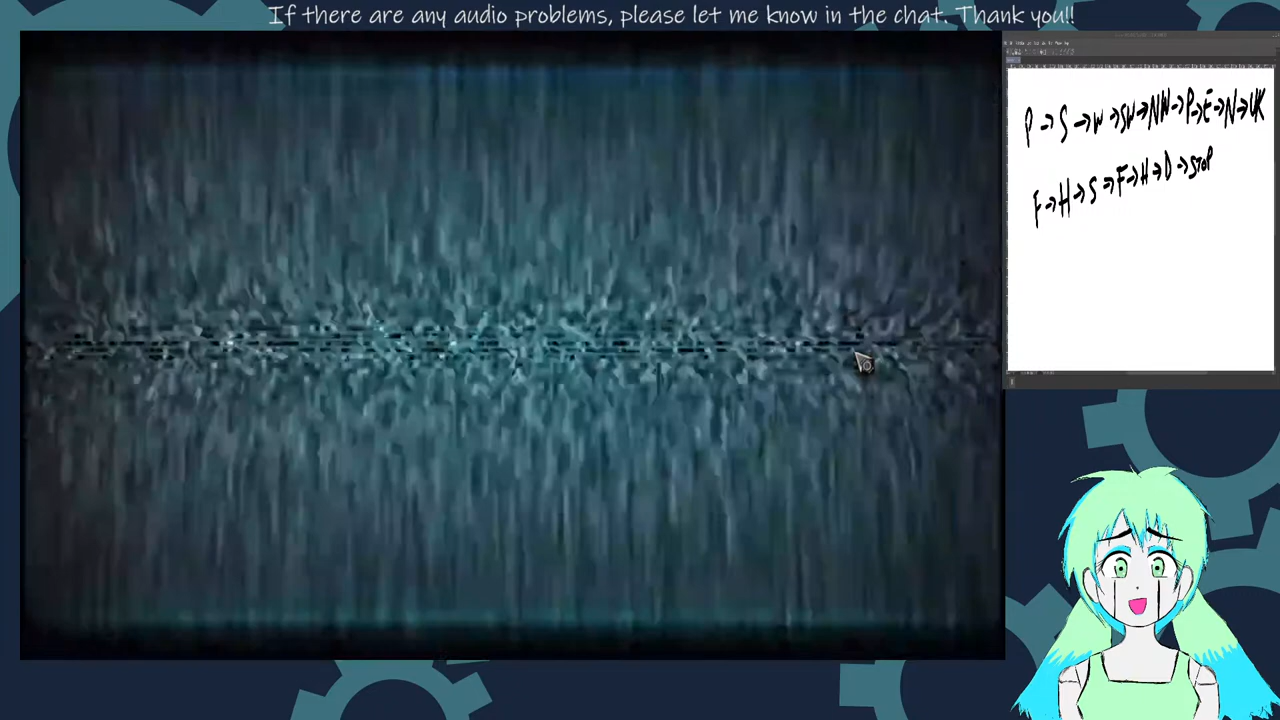 If there are any audio problems, please let me know in the chat. Thank you!!
P→S→W→SW→NW→P→E→N→UK
F→H→S→F→H→D→STOP